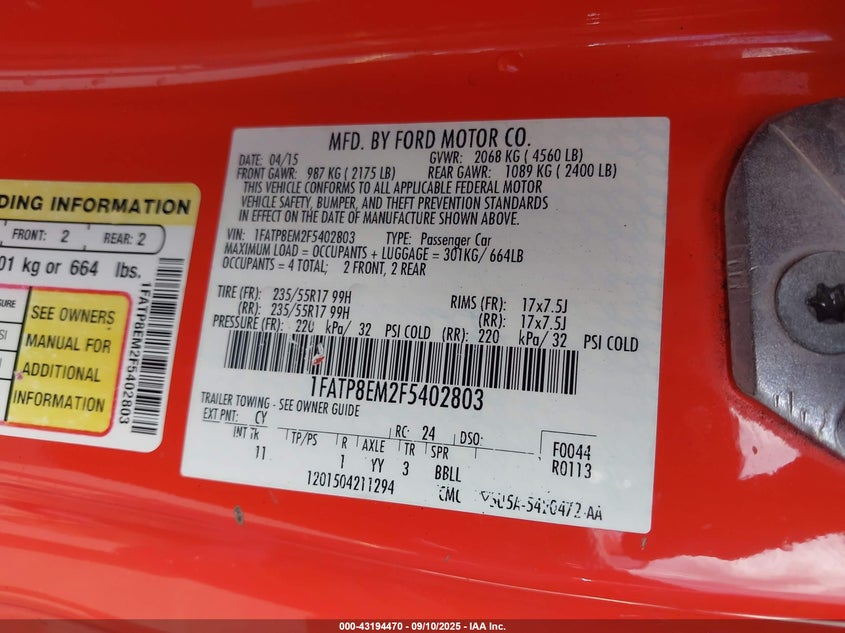 DING INFORMATION
FRONT: 2 REAR: 2
01 kg or 664 lbs.
SURE
SI
SEE OWNERS
MANUAL FOR
ADDITIONAL
INFORMATION
1FATP8EM2F5402803
MFD. BY FORD MOTOR CO.
DATE: 04/15 GVWR: 2068 KG ( 4560 LB)
FRONT GAWR: 987 KG ( 2175 LB) REAR GAWR: 1089 KG ( 2400 LB)
THIS VEHICLE CONFORMS TO ALL APPLICABLE FEDERAL MOTOR
VEHICLE SAFETY, BUMPER, AND THEFT PREVENTION STANDARDS
IN EFFECT ON THE DATE OF MANUFACTURE SHOWN ABOVE.
VIN: 1FATP8EM2F5402803 TYPE: Passenger Car
MAXIMUM LOAD = OCCUPANTS + LUGGAGE = 301KG/ 664LB
OCCUPANTS = 4 TOTAL; 2 FRONT, 2 REAR
TIRE (FR): 235/55R17 99H RIMS (FR): 17x7.5J
(RR): 235/55R17 99H (RR): 17x7.5J
PRESSURE (FR): 220 kPa/ 32 PSI COLD (RR): 220 kPa/ 32 PSI COLD
1FATP8EM2F5402803
TRAILER TOWING - SEE OWNER GUIDE
EXT PNT: CY RC: 24 DSO: F0044
INT TR TP/PS R AXLE TR SPR R0113
11 1 YY 3 BBLL
1201504211294 CMC
000-43194470 - 09/10/2025 - IAA Inc.